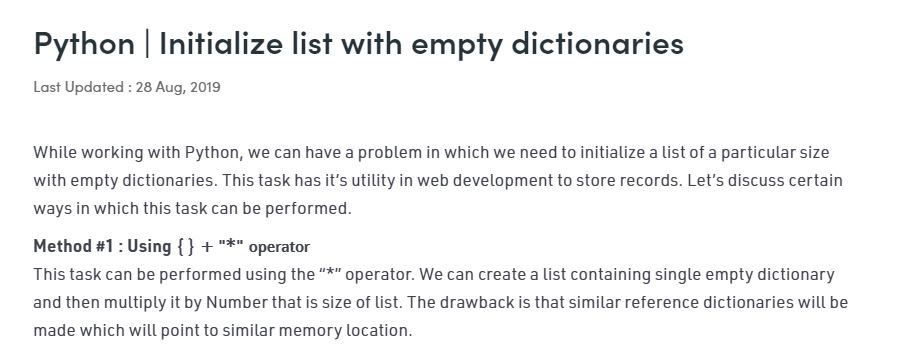 Python | Initialize list with empty dictionaries
Last Updated : 28 Aug, 2019
While working with Python, we can have a problem in which we need to initialize a list of a particular size
with empty dictionaries. This task has it’s utility in web development to store records. Let’s discuss certain
ways in which this task can be performed.
Method #1 : Using { } + "*" operator
This task can be performed using the “*” operator. We can create a list containing single empty dictionary
and then multiply it by Number that is size of list. The drawback is that similar reference dictionaries will be
made which will point to similar memory location.